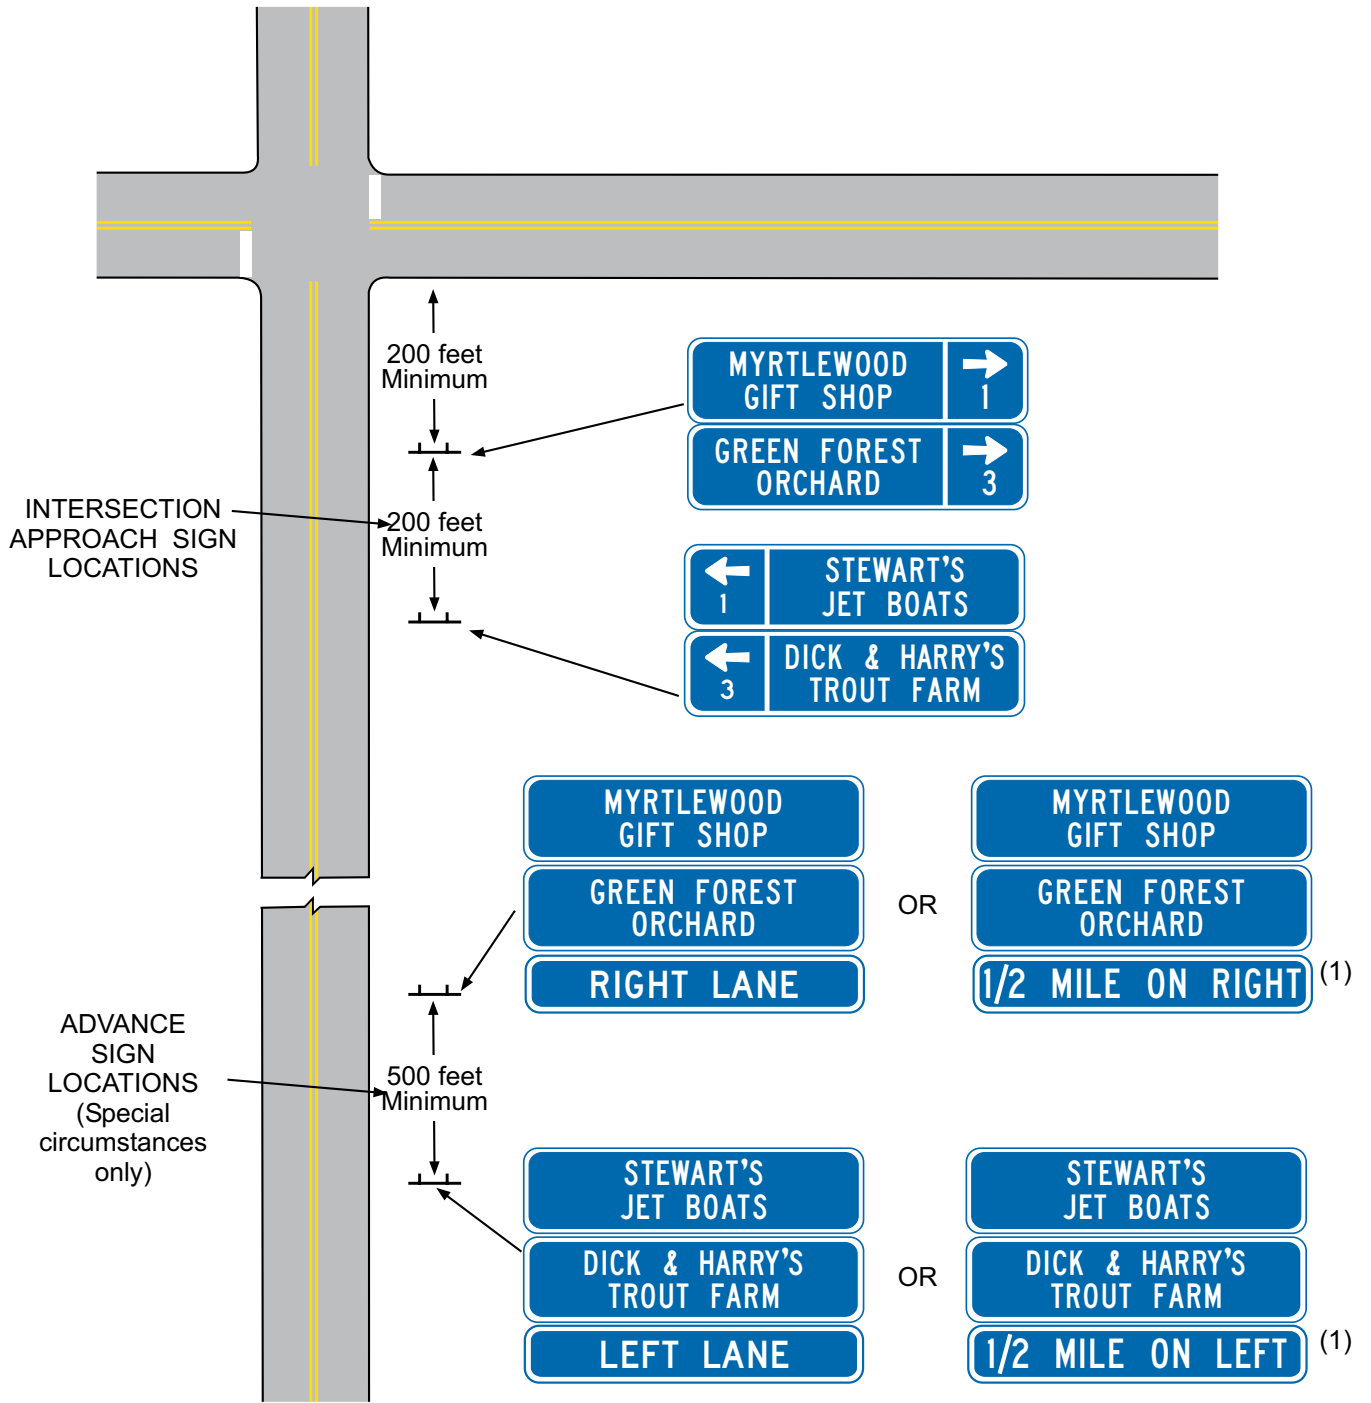 200 feet
Minimum
MYRTLEWOOD
GIFT SHOP
1
GREEN FOREST
ORCHARD
3
INTERSECTION
APPROACH SIGN
LOCATIONS
200 feet
Minimum
1
STEWART'S
JET BOATS
3
DICK & HARRY'S
TROUT FARM
MYRTLEWOOD
GIFT SHOP
GREEN FOREST
ORCHARD
RIGHT LANE
OR
MYRTLEWOOD
GIFT SHOP
GREEN FOREST
ORCHARD
1/2 MILE ON RIGHT
(1)
ADVANCE
SIGN
LOCATIONS
(Special
circumstances
only)
500 feet
Minimum
STEWART'S
JET BOATS
DICK & HARRY'S
TROUT FARM
LEFT LANE
OR
STEWART'S
JET BOATS
DICK & HARRY'S
TROUT FARM
1/2 MILE ON LEFT
(1)